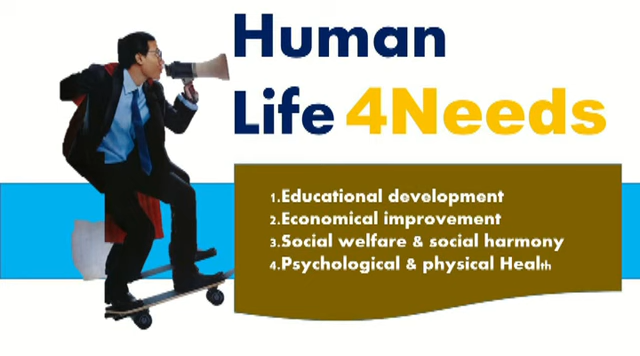 Human
Life 4Needs
1.Educational development
2.Economical improvement
3.Social welfare & social harmony
4.Psychological & physical Health